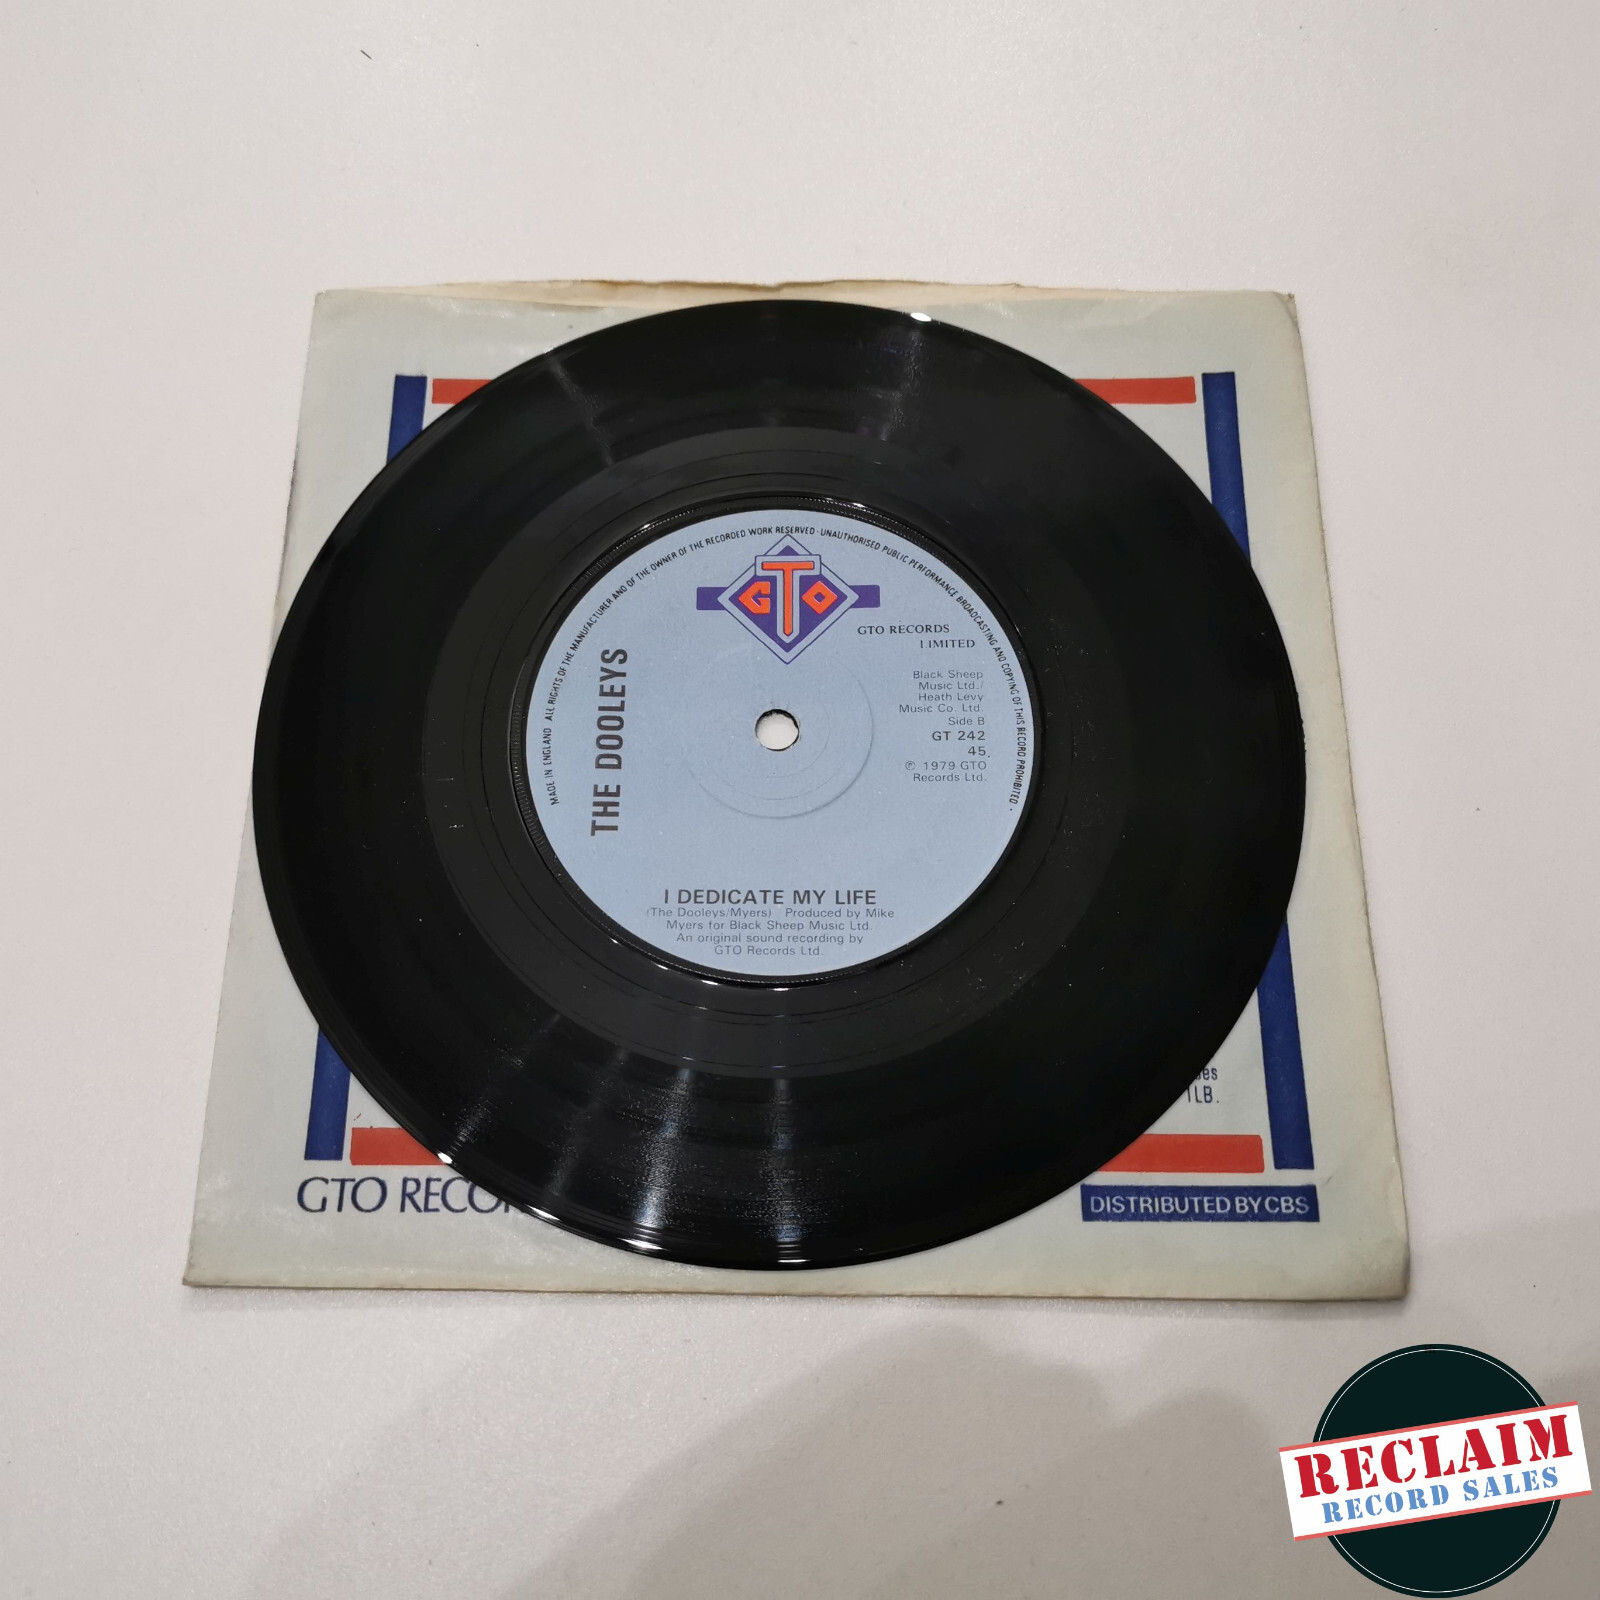 MADE IN ENGLAND ALL RIGHTS OF THE MANUFACTURER AND OF THE OWNER OF THE RECORDED WORK RESERVED · UNAUTHORISED PUBLIC PERFORMANCE BROADCASTING AND COPYING OF THIS RECORD PROHIBITED ·
GTO
GTO RECORDS
LIMITED
Black Sheep
Music Ltd./
Heath Levy
Music Co. Ltd.
Side B
GT 242
45
℗ 1979 GTO
Records Ltd.
THE DOOLEYS
I DEDICATE MY LIFE
(The Dooleys/Myers) Produced by Mike
Myers for Black Sheep Music Ltd.
An original sound recording by
GTO Records Ltd.
1LB.
GTO RECO
DISTRIBUTED BY CBS
RECLAIM
RECORD SALES